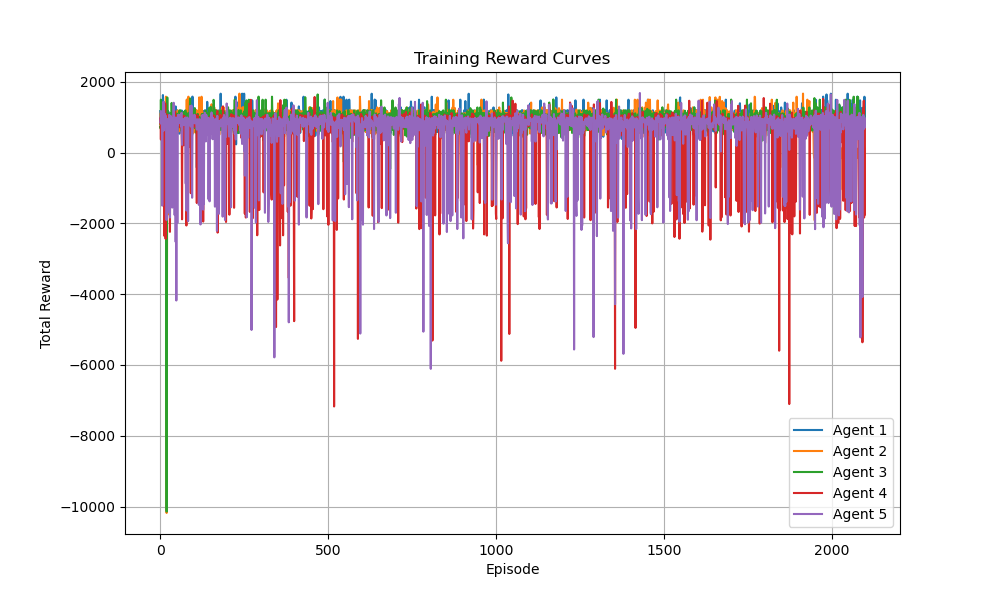 Training Reward Curves
Total Reward
2000
0
−2000
−4000
−6000
−8000
−10000
0
500
1000
1500
2000
Episode
Agent 1
Agent 2
Agent 3
Agent 4
Agent 5